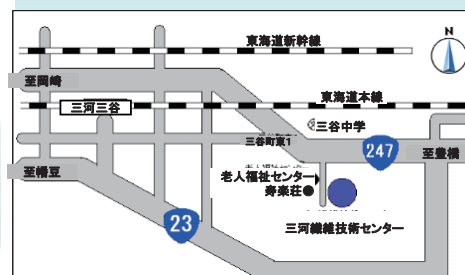 東海道新幹線
N
至岡崎
東海道本線
三河三谷
三谷中学
三谷町東1
247
至豊橋
至幡豆
老人福祉センター
寿楽荘
23
三河繊維技術センター